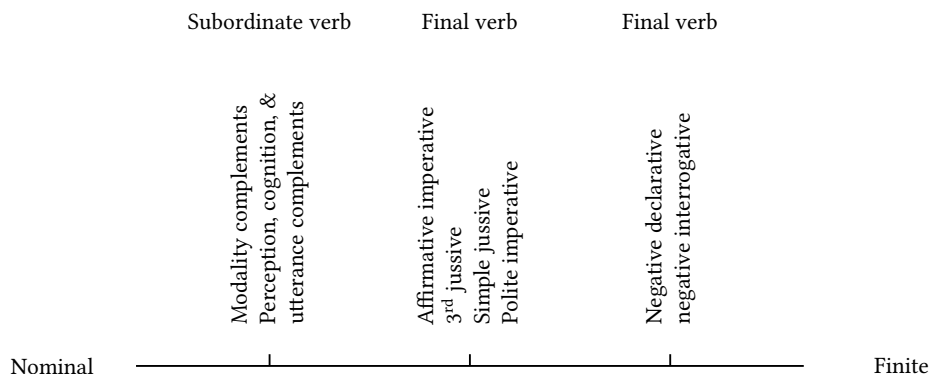 Subordinate verb
Final verb
Final verb
Modality complements
Perception, cognition, &
utterance complements
Affirmative imperative
3rd jussive
Simple jussive
Polite imperative
Negative declarative
negative interrogative
Nominal
Finite